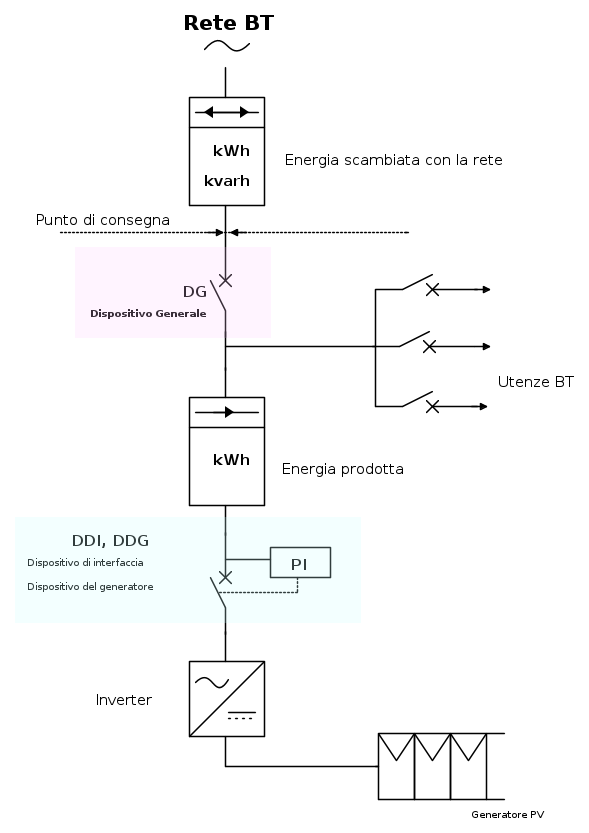 Rete BT
kWh
kvarh
Energia scambiata con la rete
Punto di consegna
DG
Dispositivo Generale
Utenze BT
kWh
Energia prodotta
DDI, DDG
Dispositivo di interfaccia
PI
Dispositivo del generatore
Inverter
Generatore PV